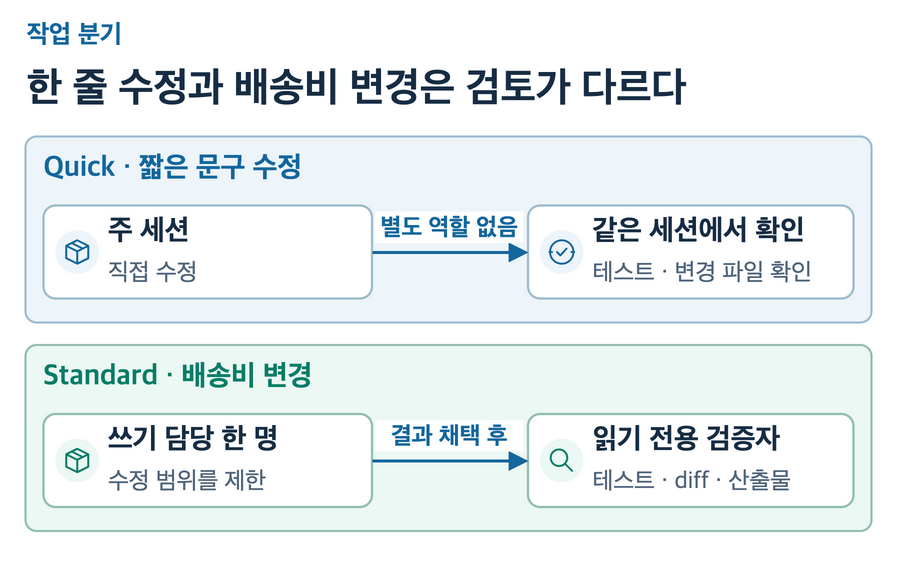 작업 분기
한 줄 수정과 배송비 변경은 검토가 다르다
Quick · 짧은 문구 수정
주 세션
직접 수정
별도 역할 없음
같은 세션에서 확인
테스트 · 변경 파일 확인
Standard · 배송비 변경
쓰기 담당 한 명
수정 범위를 제한
결과 채택 후
읽기 전용 검증자
테스트 · diff · 산출물